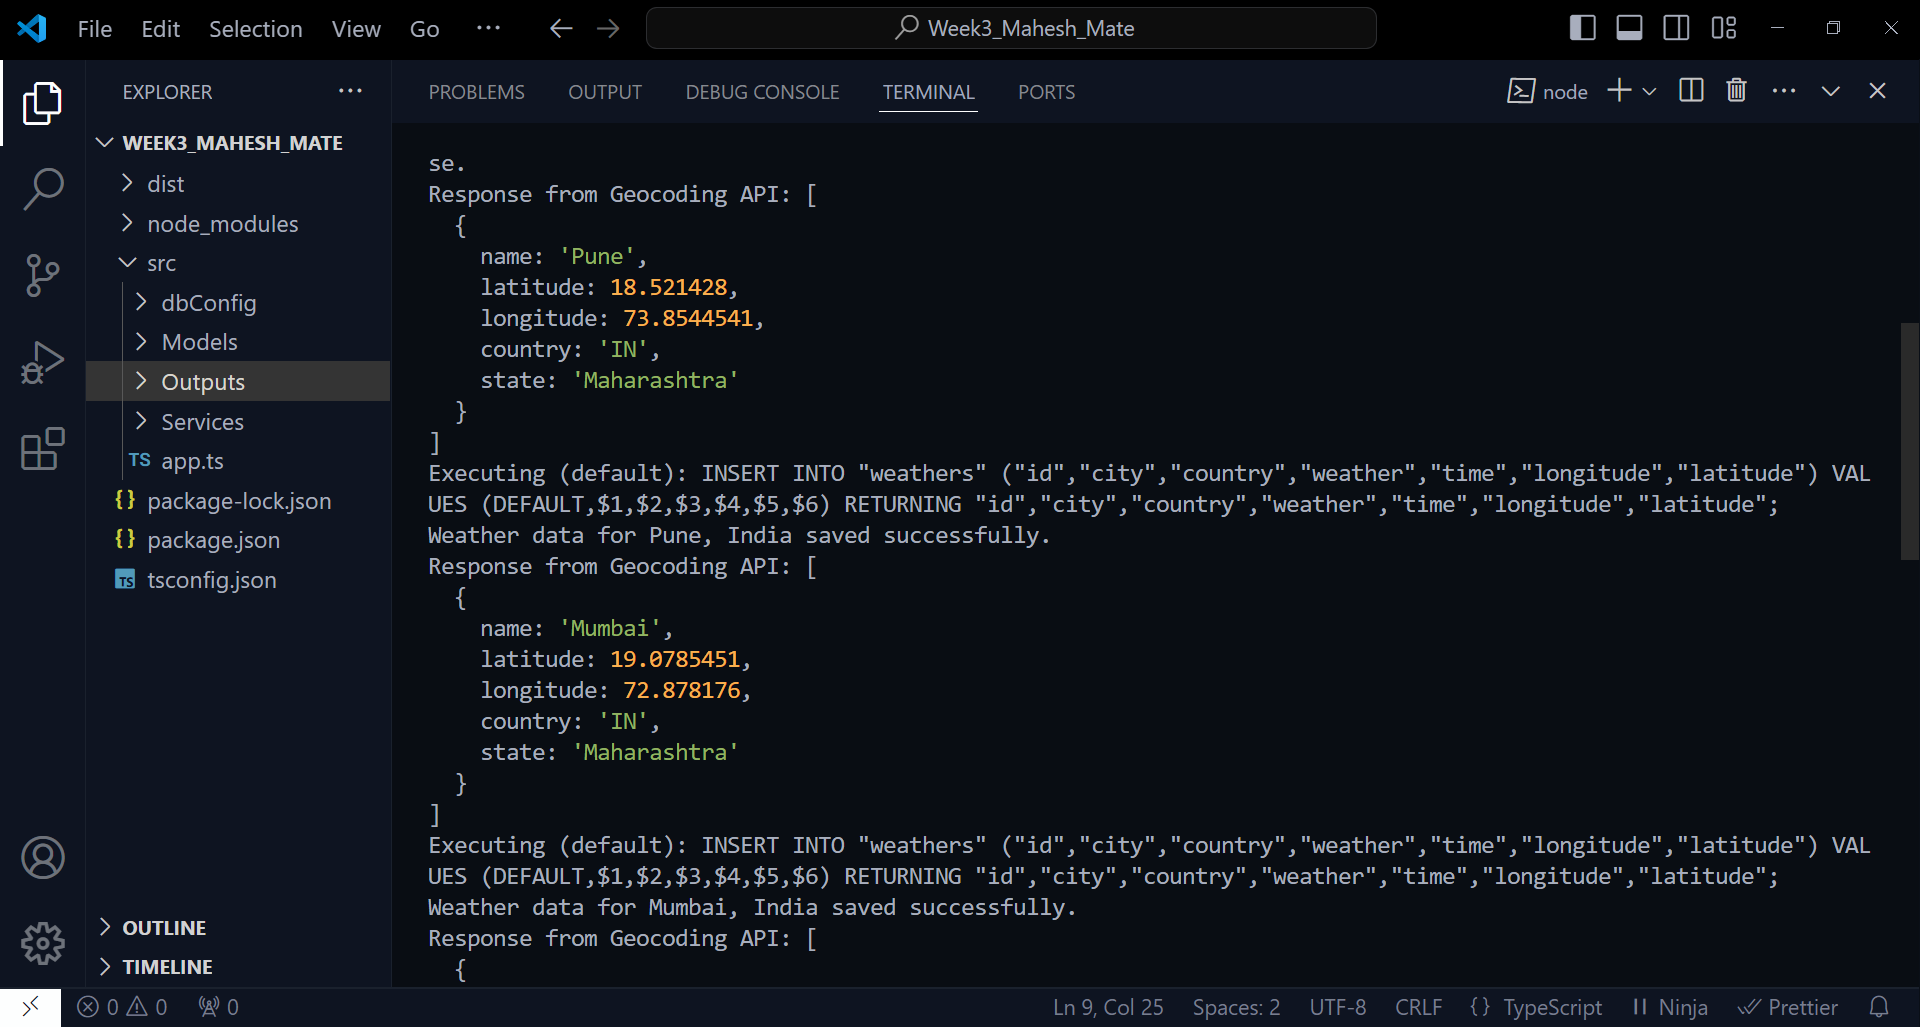 File Edit Selection View Go ···
Week3_Mahesh_Mate
EXPLORER ···
WEEK3_MAHESH_MATE
dist
node_modules
src
dbConfig
Models
Outputs
Services
TS app.ts
{} package-lock.json
{} package.json
TS tsconfig.json
OUTLINE
TIMELINE
PROBLEMS OUTPUT DEBUG CONSOLE TERMINAL PORTS
node
se.
Response from Geocoding API: [
{
name: 'Pune',
latitude: 18.521428,
longitude: 73.8544541,
country: 'IN',
state: 'Maharashtra'
}
]
Executing (default): INSERT INTO "weathers" ("id","city","country","weather","time","longitude","latitude") VAL
UES (DEFAULT,$1,$2,$3,$4,$5,$6) RETURNING "id","city","country","weather","time","longitude","latitude";
Weather data for Pune, India saved successfully.
Response from Geocoding API: [
{
name: 'Mumbai',
latitude: 19.0785451,
longitude: 72.878176,
country: 'IN',
state: 'Maharashtra'
}
]
Executing (default): INSERT INTO "weathers" ("id","city","country","weather","time","longitude","latitude") VAL
UES (DEFAULT,$1,$2,$3,$4,$5,$6) RETURNING "id","city","country","weather","time","longitude","latitude";
Weather data for Mumbai, India saved successfully.
Response from Geocoding API: [
{
0 0 0 Ln 9, Col 25 Spaces: 2 UTF-8 CRLF {} TypeScript Ninja Prettier